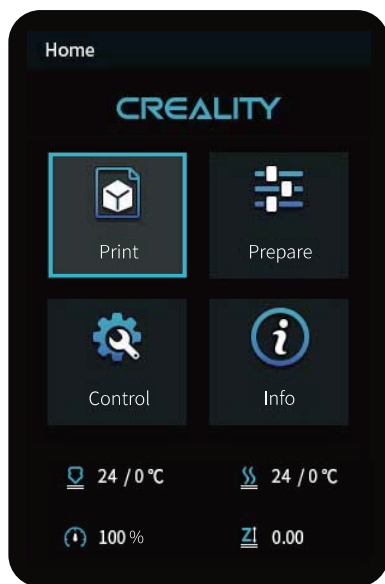 Home
CREALITY
Print Prepare
Control Info
24 / 0 ℃ 24 / 0 ℃
100 % Z 0.00